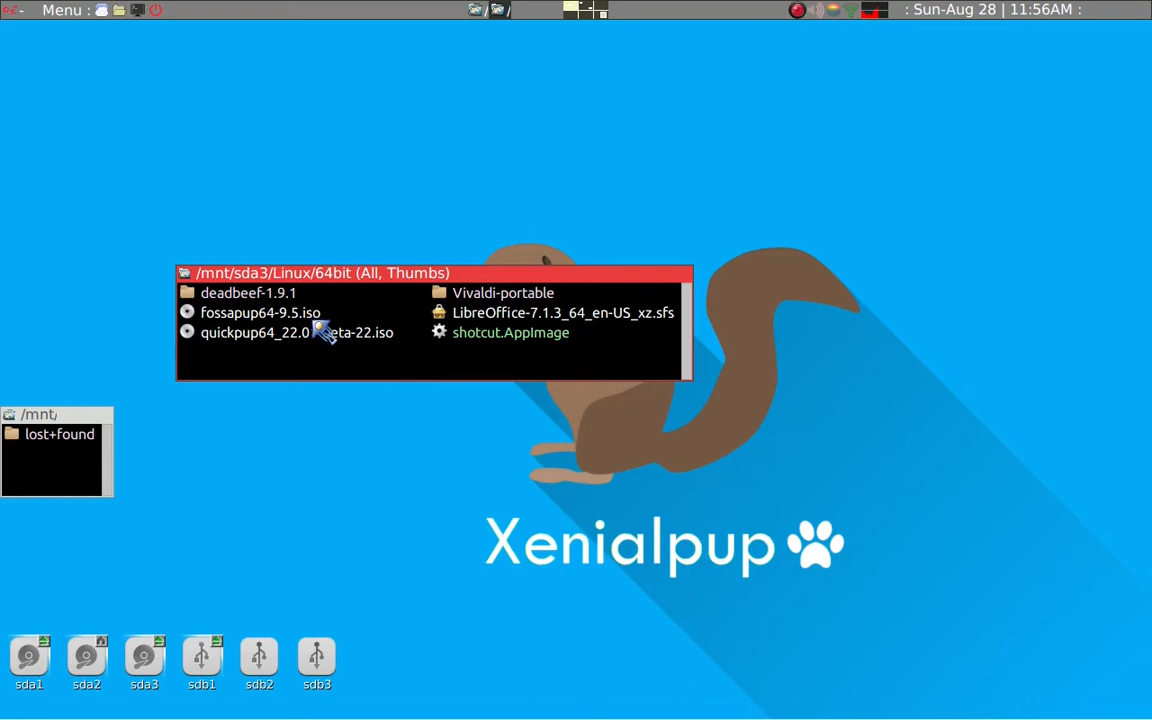 Menu :
: Sun-Aug 28 | 11:56AM :
/mnt/sda3/Linux/64bit (All, Thumbs)
deadbeef-1.9.1
Vivaldi-portable
fossapup64-9.5.iso
LibreOffice-7.1.3_64_en-US_xz.sfs
shotcut.AppImage
/mnt/
lost+found
Xenialpup
sda1
sda2
sda3
sdb1
sdb2
sdb3